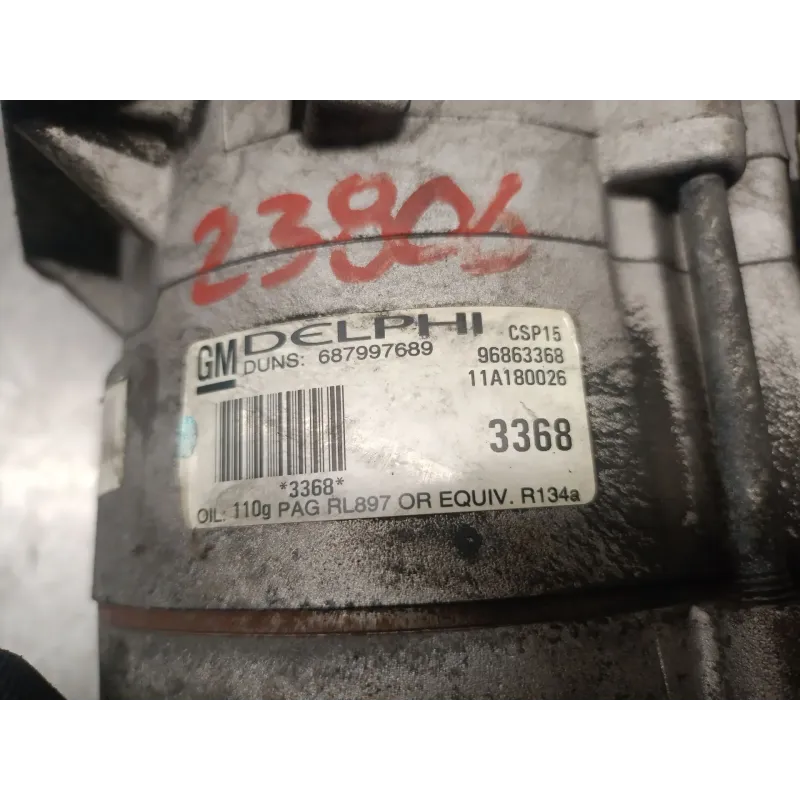 23806
GM DELPHI CSP15
DUNS: 687997689 96863368
11A180026
3368
*3368*
OIL: 110g PAG RL897 OR EQUIV. R134a